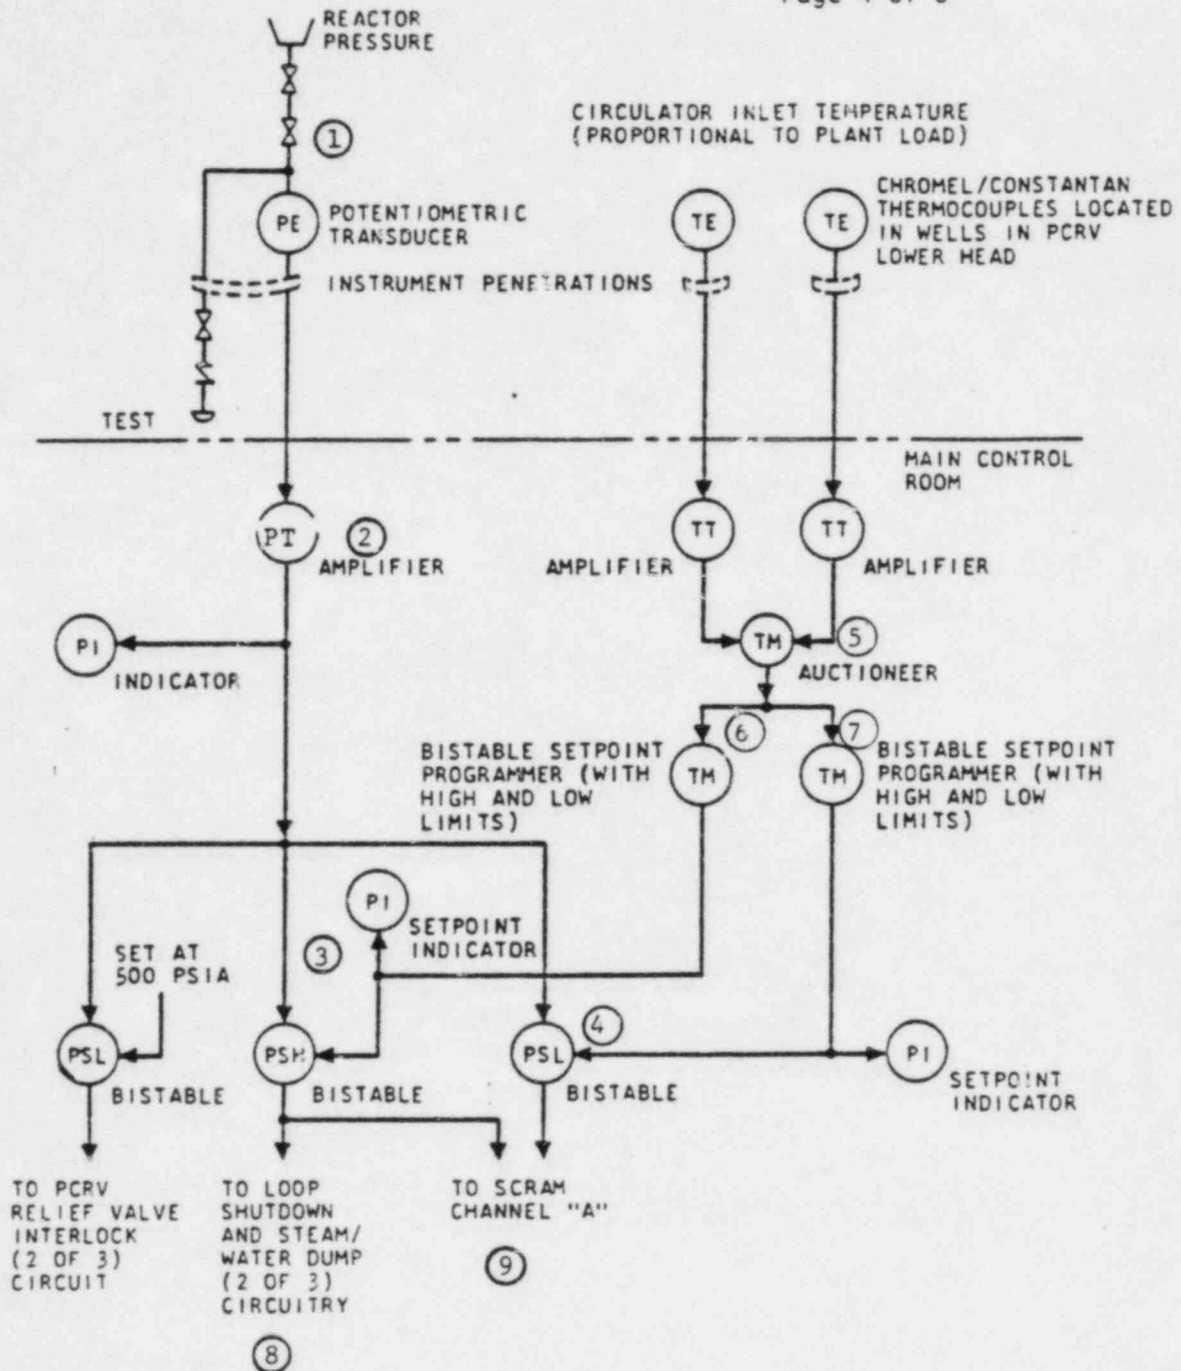 REACTOR
PRESSURE
1
CIRCULATOR INLET TEMPERATURE
(PROPORTIONAL TO PLANT LOAD)
PE
POTENTIOMETRIC
TRANSDUCER
TE
TE
CHROMEL/CONSTANTAN
THERMOCOUPLES LOCATED
IN WELLS IN PCRV
LOWER HEAD
INSTRUMENT PENETRATIONS
TEST
MAIN CONTROL
ROOM
PT
2
AMPLIFIER
TT
AMPLIFIER
TT
AMPLIFIER
PI
INDICATOR
TM
5
AUCTIONEER
6
7
BISTABLE SETPOINT
PROGRAMMER (WITH
HIGH AND LOW
LIMITS)
TM
TM
BISTABLE SETPOINT
PROGRAMMER (WITH
HIGH AND LOW
LIMITS)
PI
SETPOINT
INDICATOR
3
SET AT
500 PSIA
PSL
BISTABLE
PSH
BISTABLE
4
PSL
BISTABLE
PI
SETPOINT
INDICATOR
TO PCRV
RELIEF VALVE
INTERLOCK
(2 OF 3)
CIRCUIT
TO LOOP
SHUTDOWN
AND STEAM/
WATER DUMP
(2 OF 3)
CIRCUITRY
8
TO SCRAM
CHANNEL "A"
9